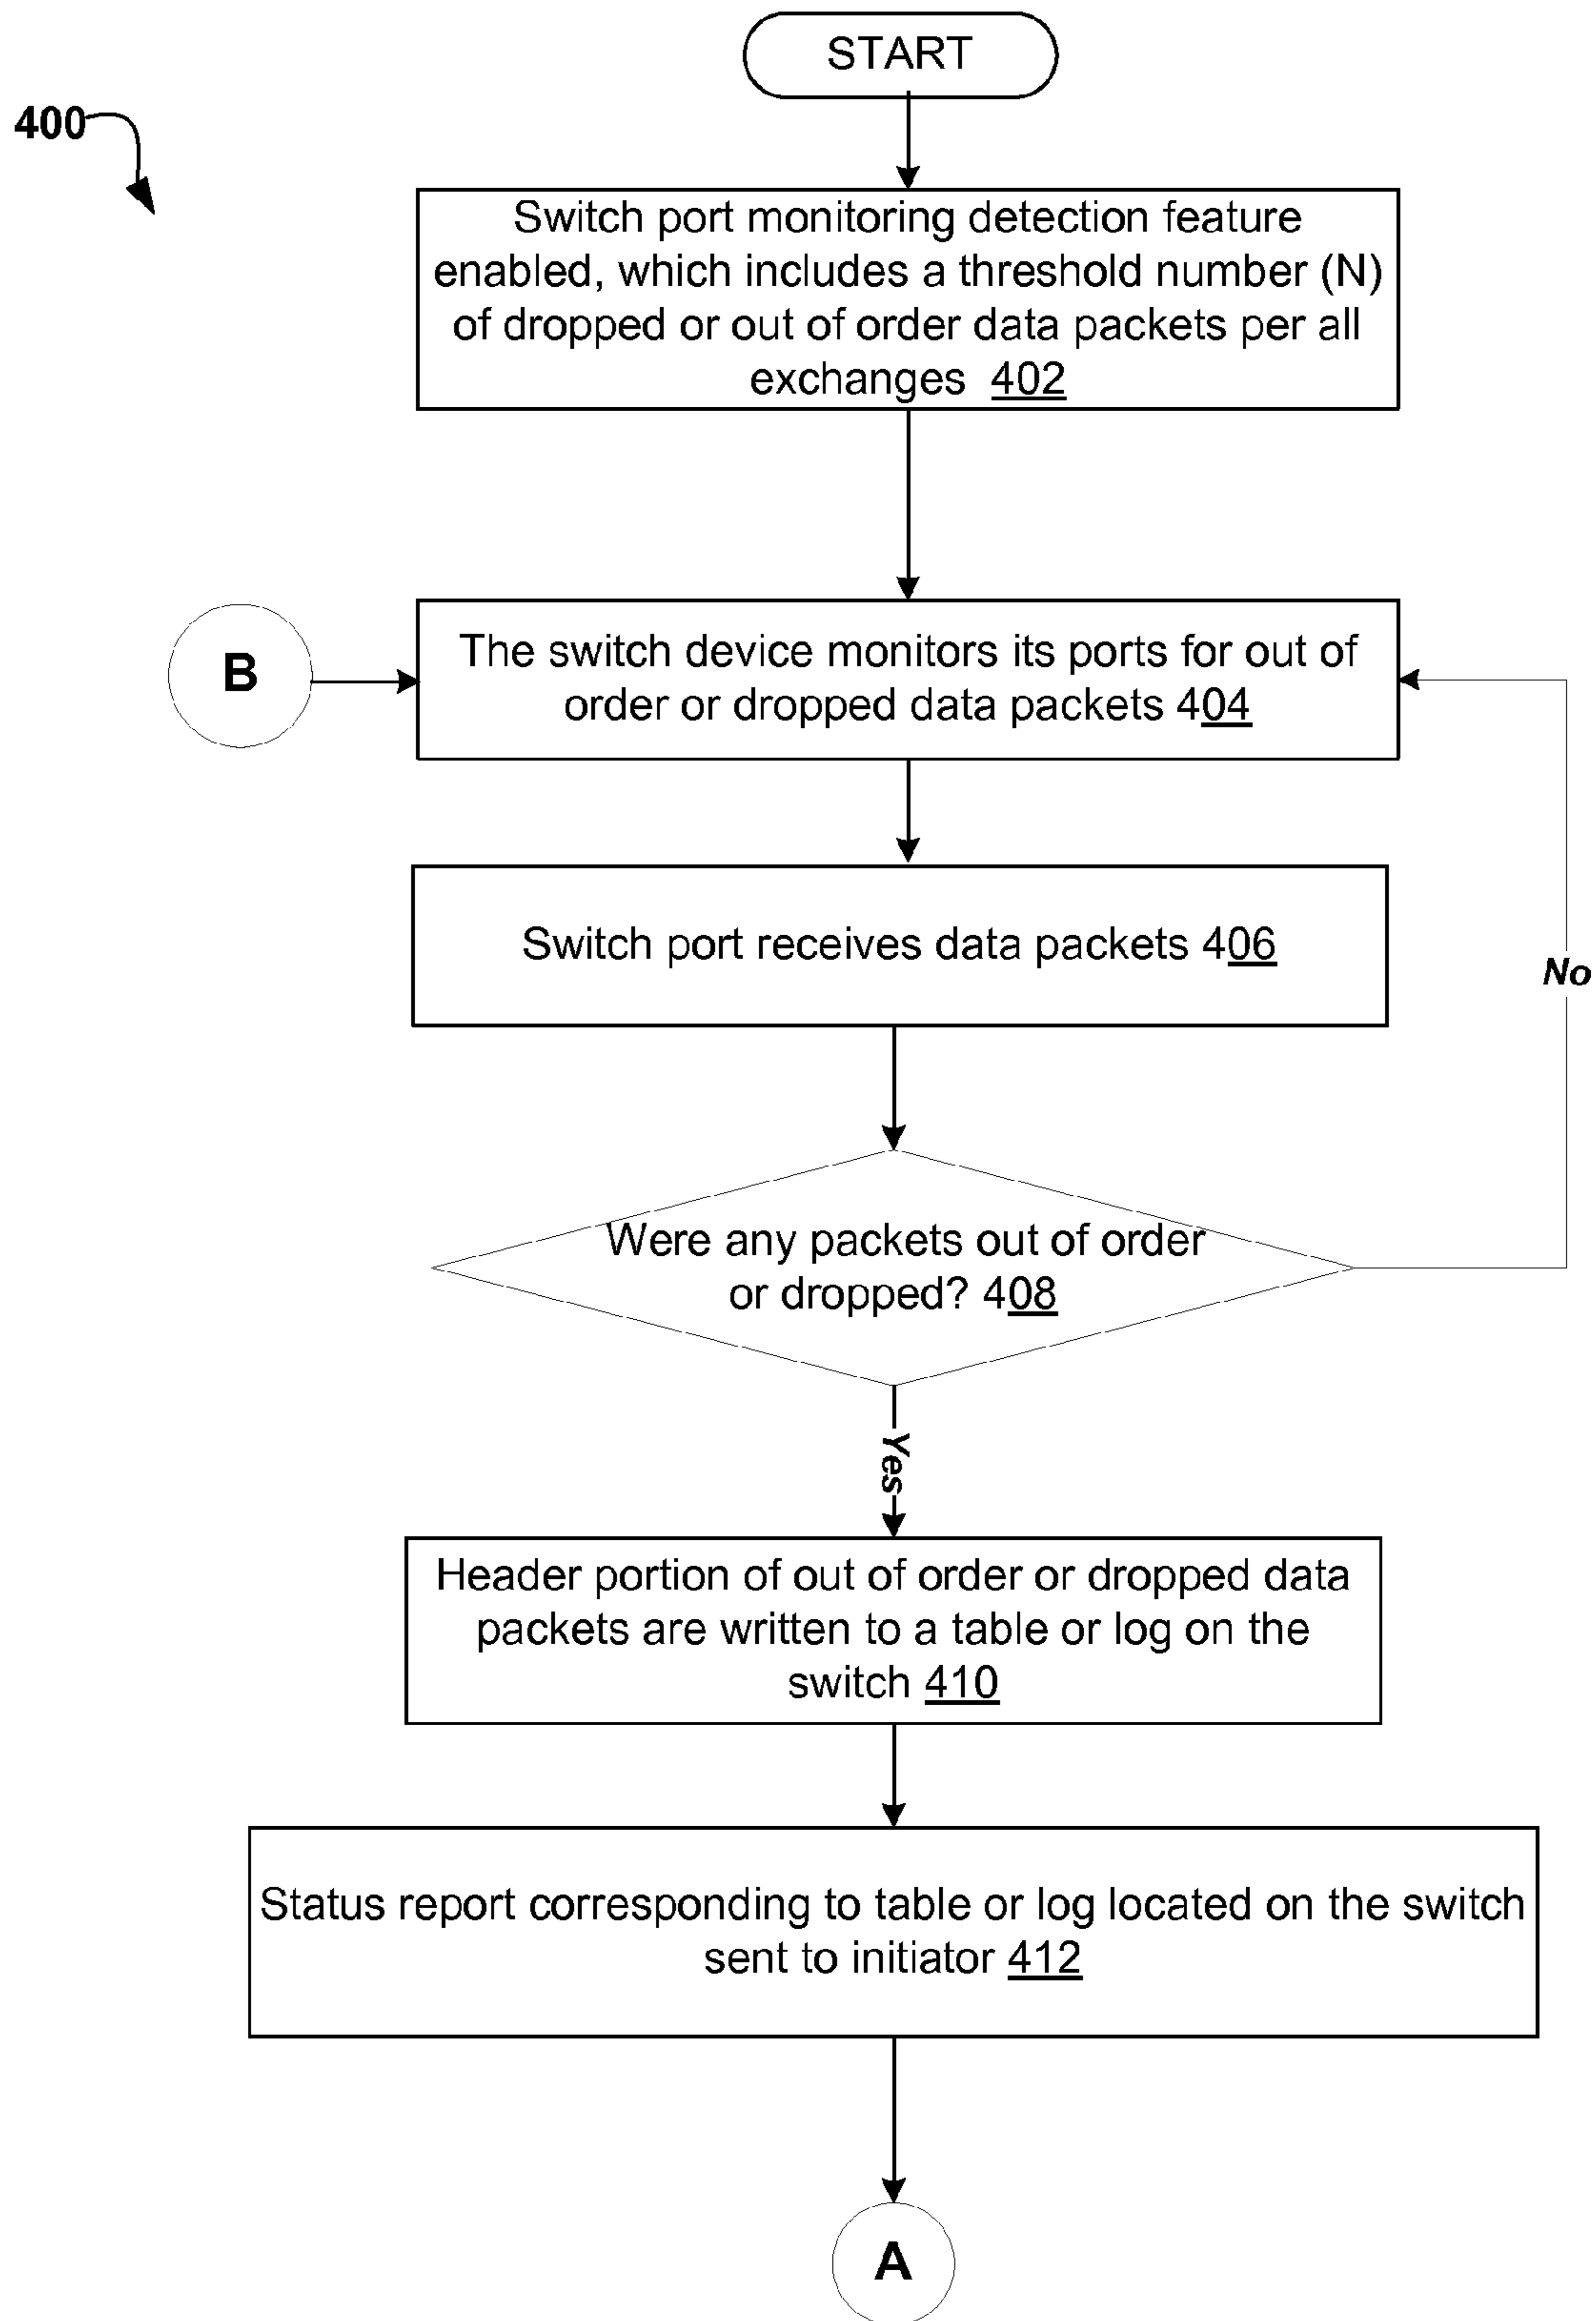 START
400
Switch port monitoring detection feature
enabled, which includes a threshold number (N)
of dropped or out of order data packets per all
exchanges 402
B
The switch device monitors its ports for out of
order or dropped data packets 404
Switch port receives data packets 406
No
Were any packets out of order
or dropped? 408
Yes
Header portion of out of order or dropped data
packets are written to a table or log on the
switch 410
Status report corresponding to table or log located on the switch
sent to initiator 412
A